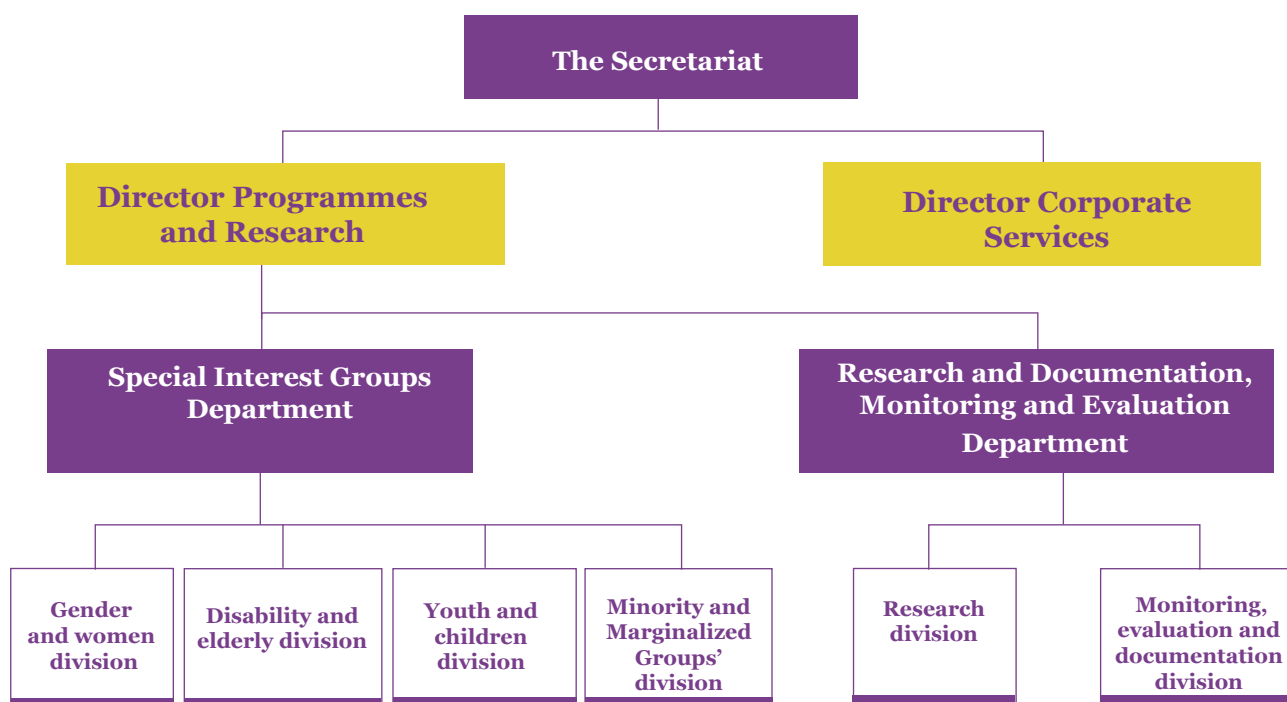 The Secretariat
Director Programmes
and Research
Director Corporate
Services
Special Interest Groups
Department
Research and Documentation,
Monitoring and Evaluation
Department
Gender
and women
division
Disability and
elderly division
Youth and
children
division
Minority and
Marginalized
Groups’
division
Research
division
Monitoring,
evaluation and
documentation
division